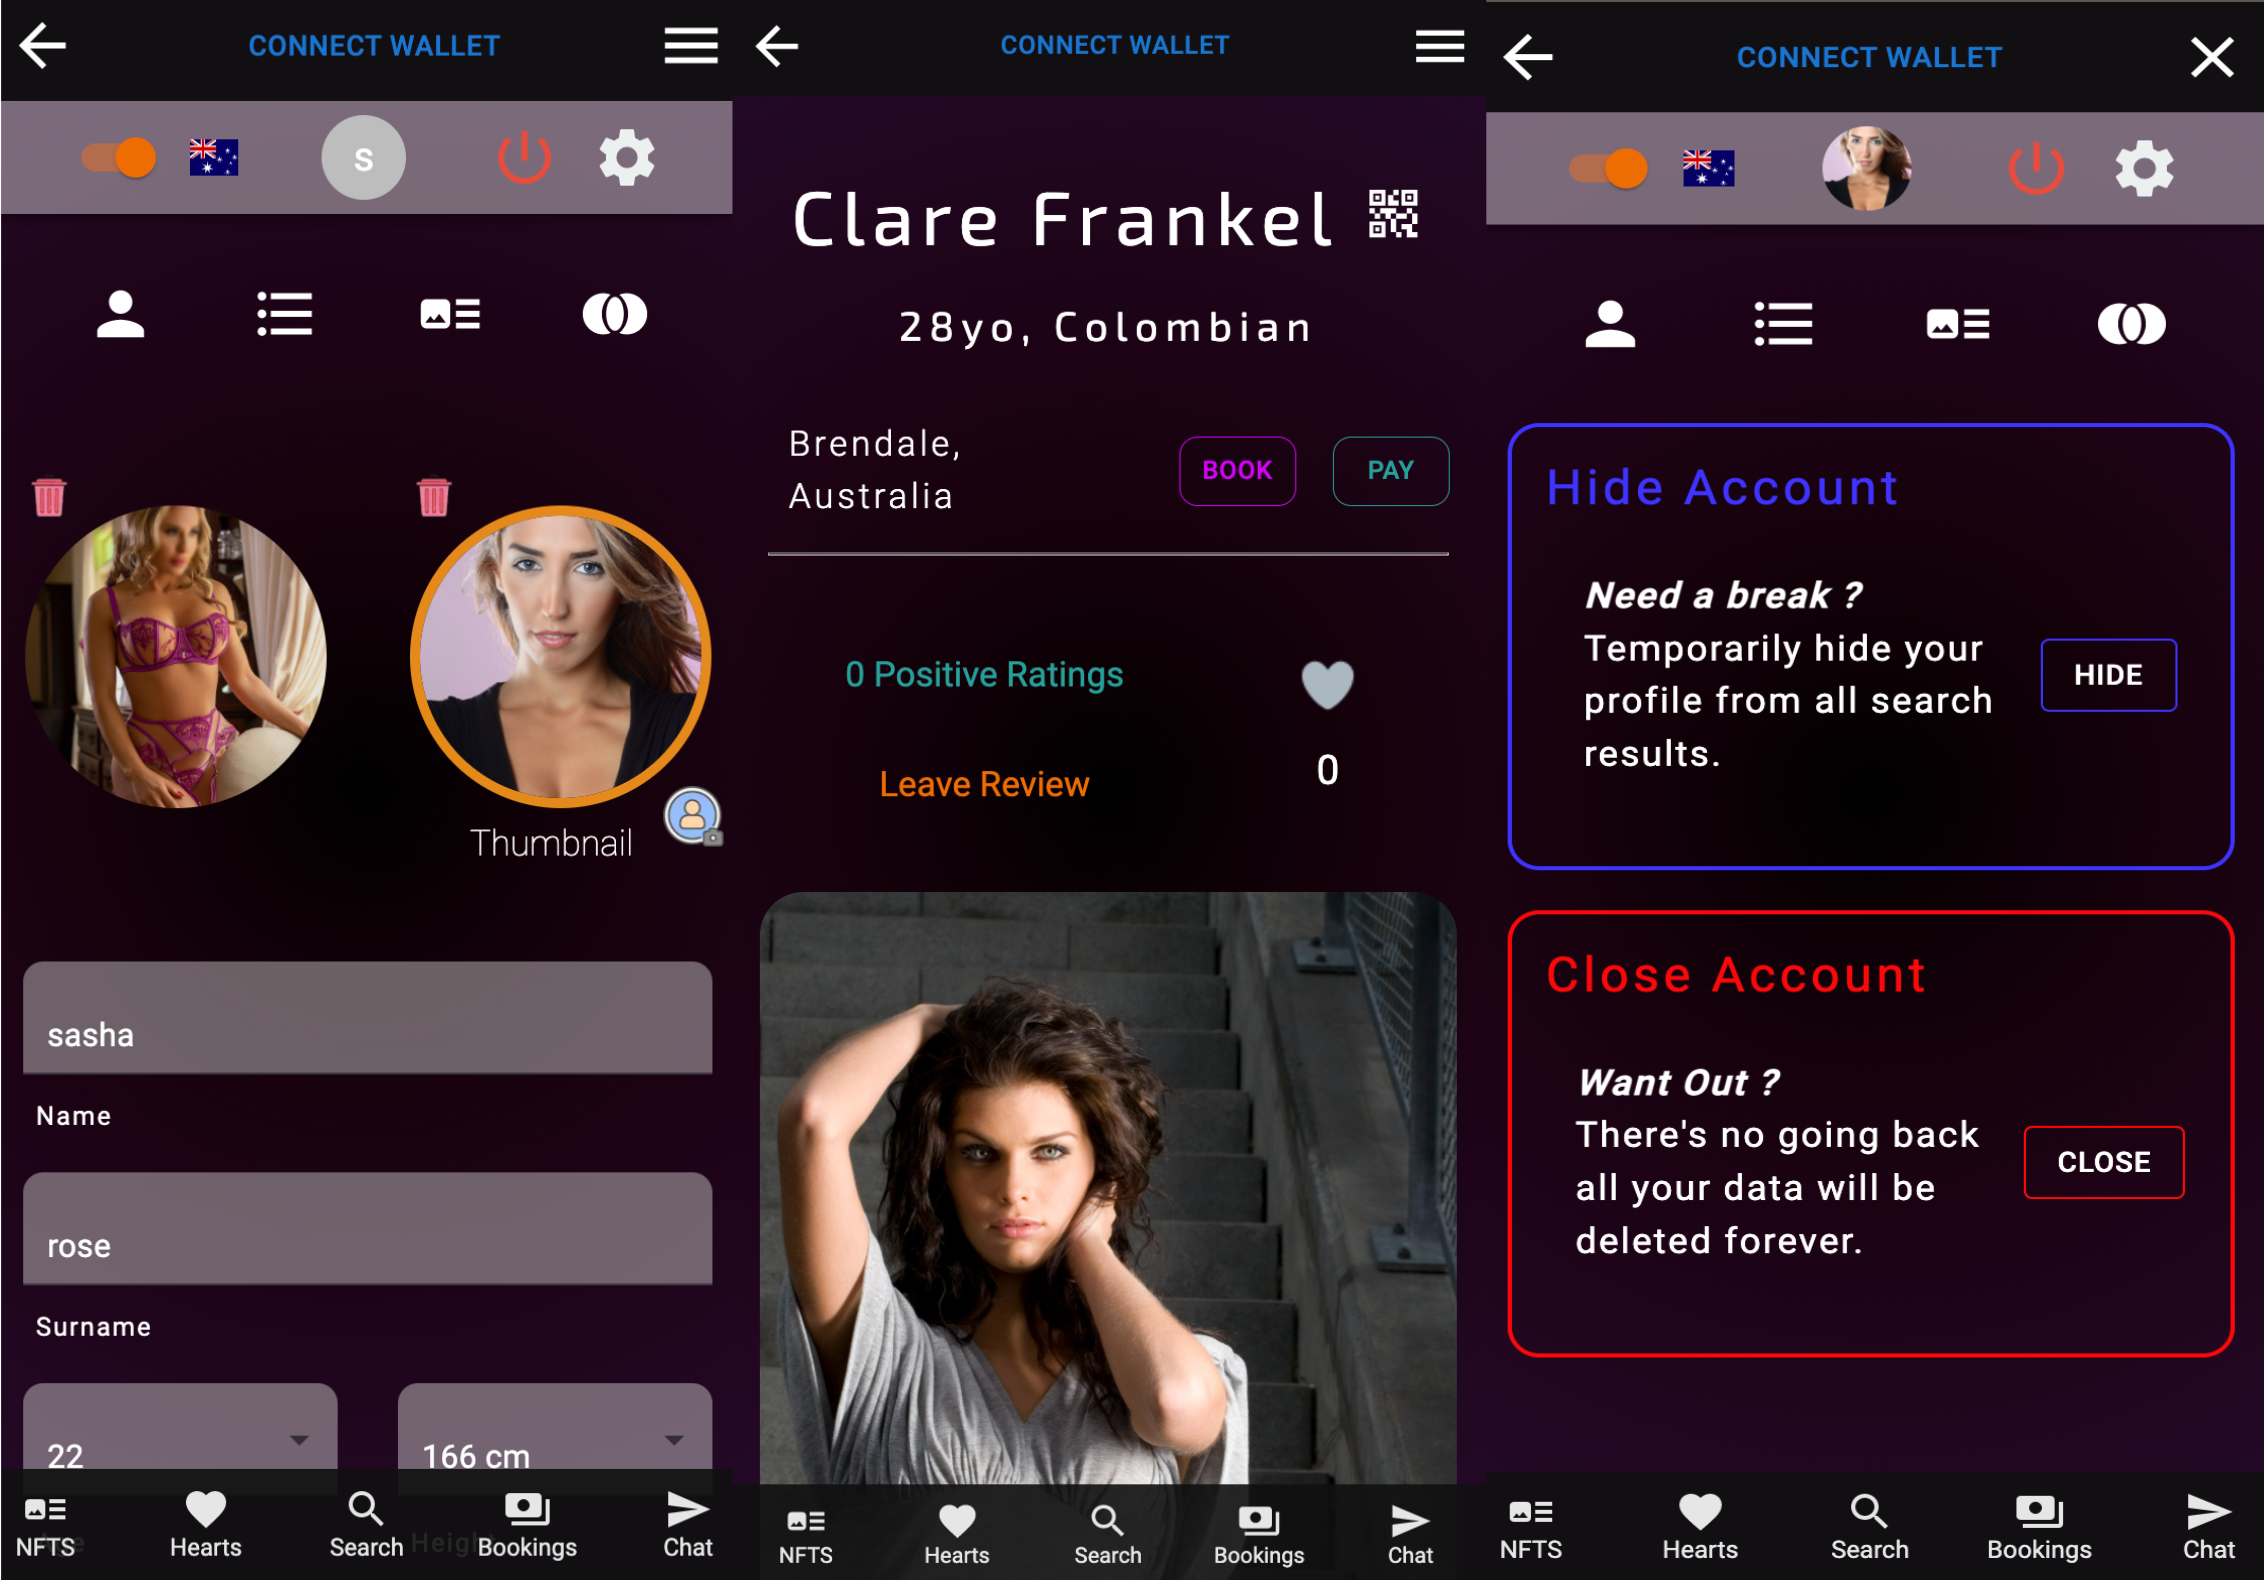 CONNECT WALLET
S
Thumbnail
sasha
Name
rose
Surname
22
166 cm
Age
Height
NFTS
Hearts
Search
Bookings
Chat
CONNECT WALLET
Clare Frankel
28yo, Colombian
Brendale,
Australia
BOOK
PAY
0 Positive Ratings
Leave Review
0
NFTS
Hearts
Search
Bookings
Chat
CONNECT WALLET
Hide Account
Need a break ?
Temporarily hide your
profile from all search
results.
HIDE
Close Account
Want Out ?
There's no going back
all your data will be
deleted forever.
CLOSE
NFTS
Hearts
Search
Bookings
Chat